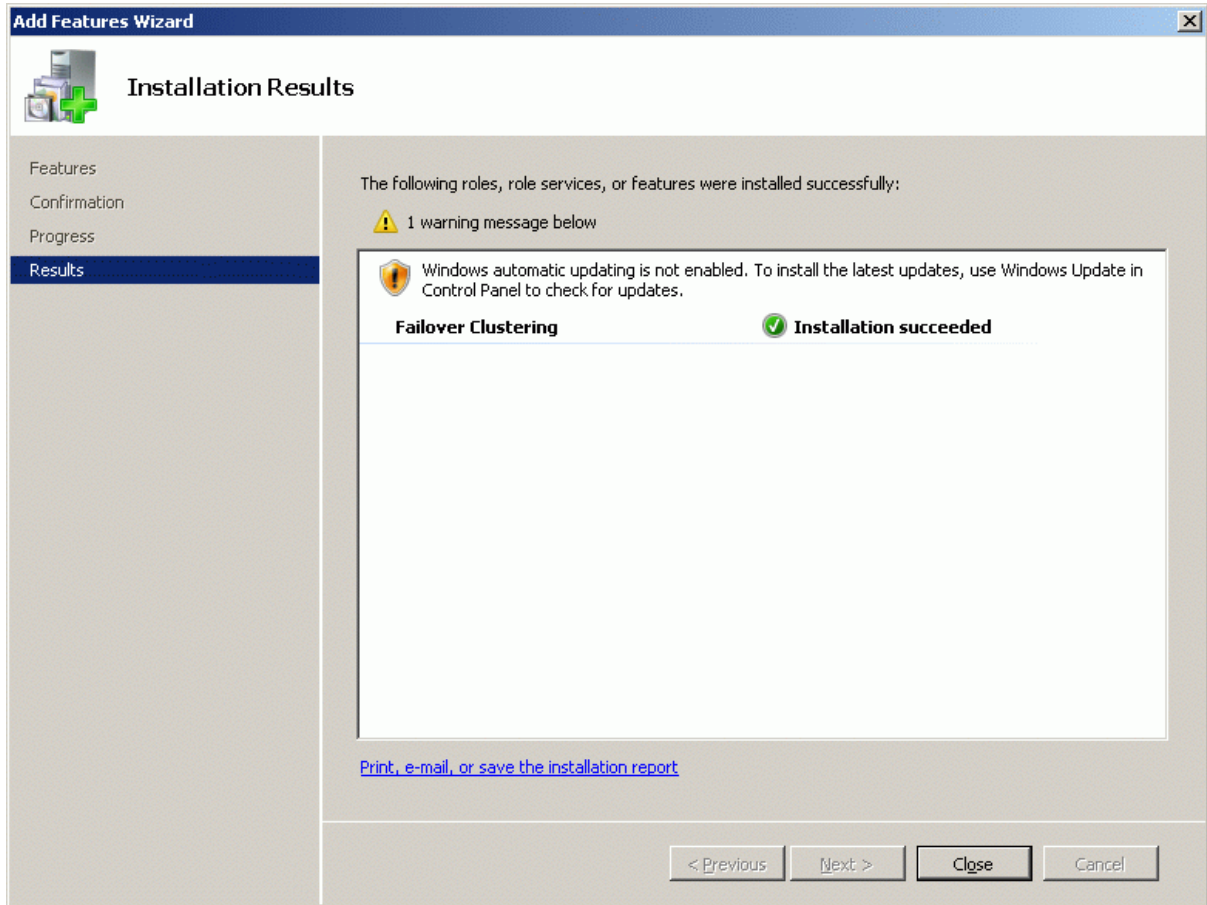 Add Features Wizard
Installation Results
Features
Confirmation
Progress
Results
The following roles, role services, or features were installed successfully:
1 warning message below
Windows automatic updating is not enabled. To install the latest updates, use Windows Update in
Control Panel to check for updates.
Failover Clustering
Installation succeeded
Print, e-mail, or save the installation report
< Previous
Next >
Close
Cancel